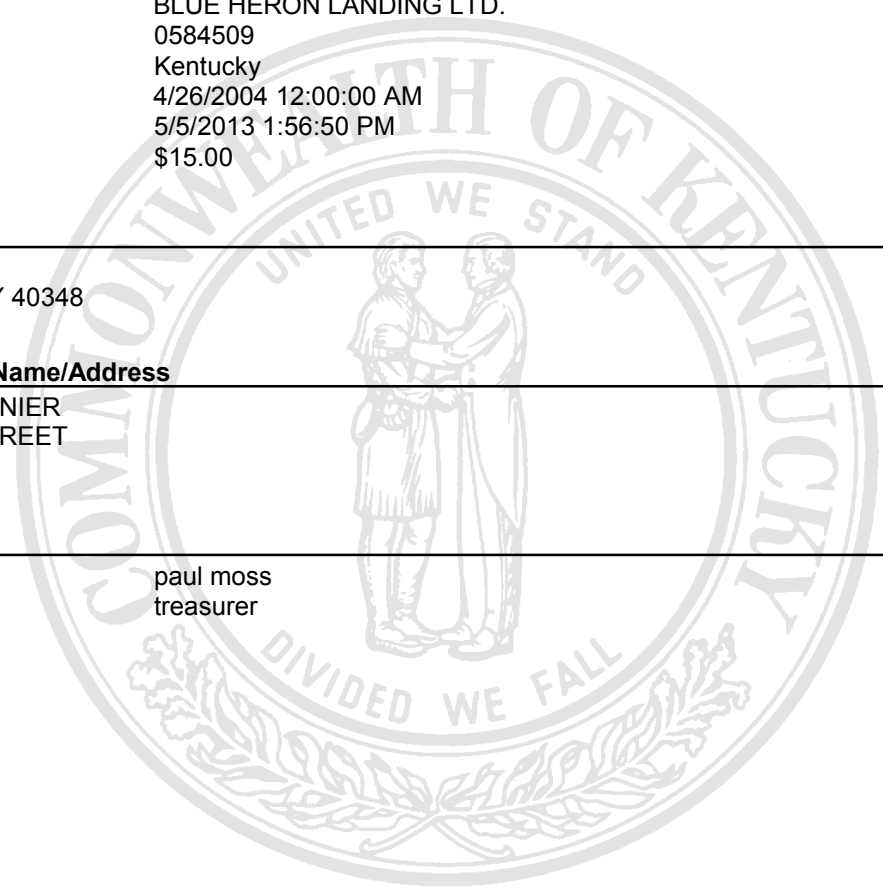 BLUE HERON LANDING LTD.
0584509
Kentucky
4/26/2004 12:00:00 AM
5/5/2013 1:56:50 PM
$15.00
Y 40348
Name/Address
NIER
REET
paul moss
treasurer
COMMONWEALTH OF KENTUCKY
UNITED WE STAND
DIVIDED WE FALL